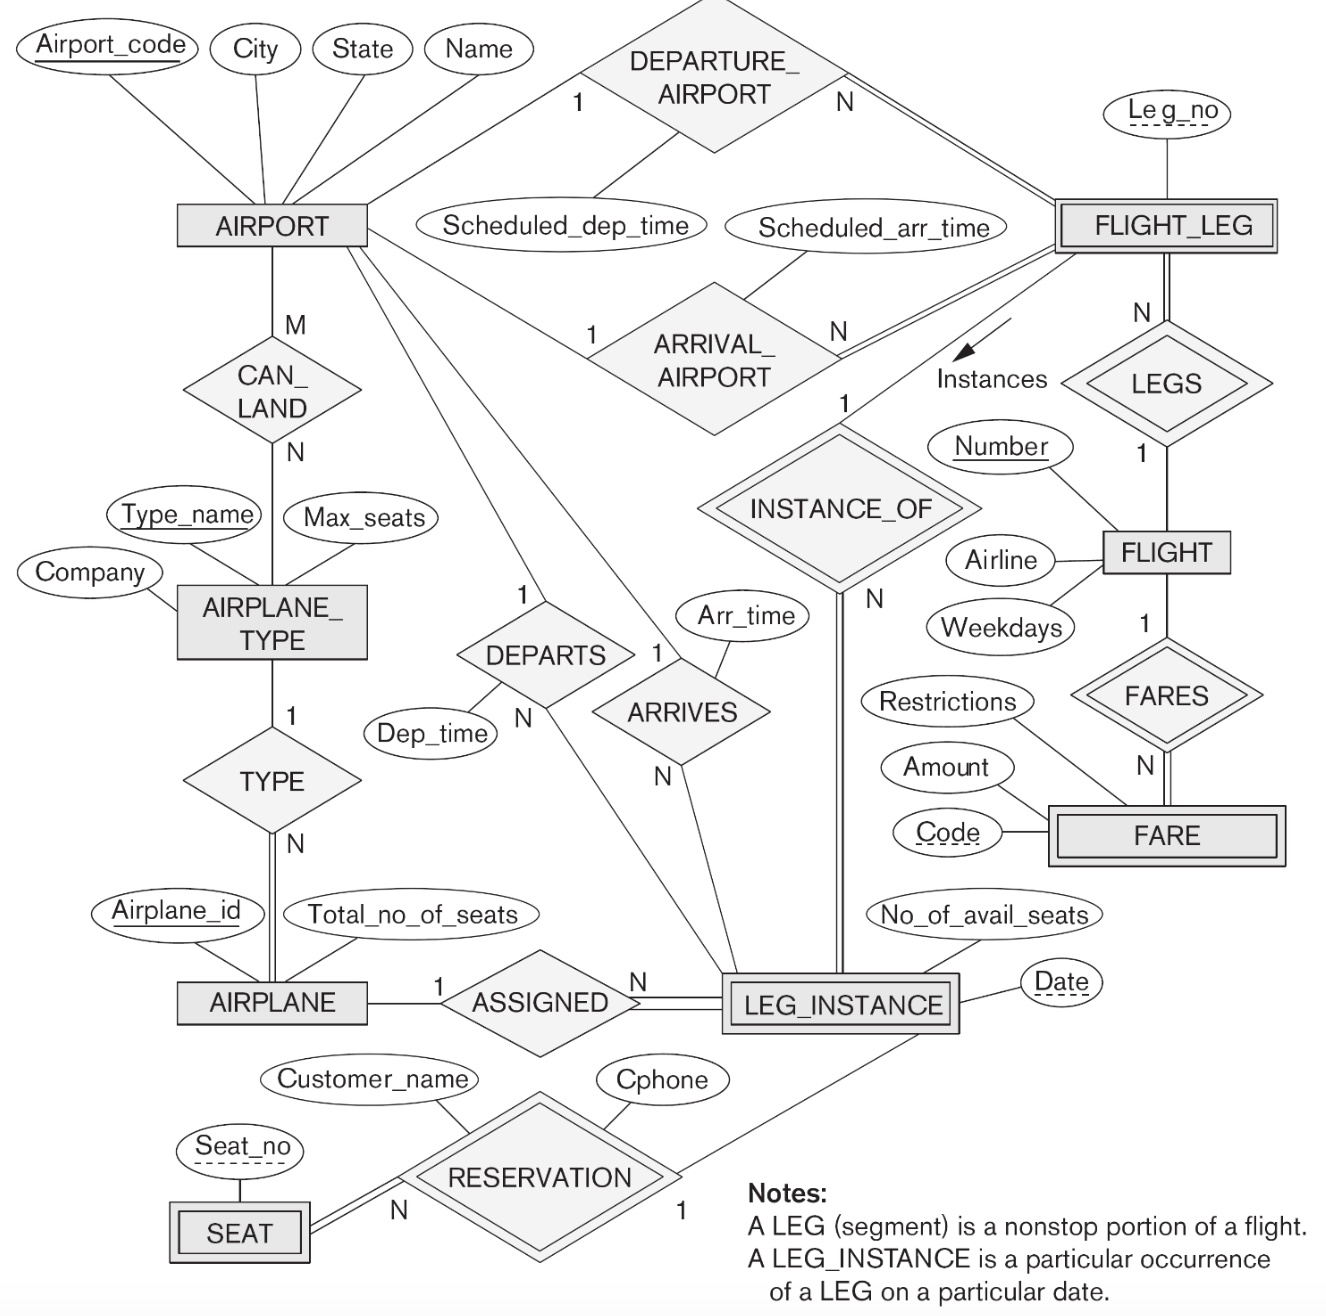 Airport_code
City
State
Name
DEPARTURE_
AIRPORT
1
N
Leg_no
AIRPORT
Scheduled_dep_time
Scheduled_arr_time
FLIGHT_LEG
M
1
N
N
ARRIVAL_
AIRPORT
CAN_
LAND
Instances
LEGS
1
N
1
Number
Type_name
Max_seats
INSTANCE_OF
Company
Airline
FLIGHT
AIRPLANE_
TYPE
1
N
Arr_time
Weekdays
1
DEPARTS
1
FARES
Restrictions
1
N
ARRIVES
Dep_time
TYPE
N
N
Amount
N
Code
FARE
Airplane_id
Total_no_of_seats
No_of_avail_seats
AIRPLANE
1
ASSIGNED
N
LEG_INSTANCE
Date
Customer_name
Cphone
Seat_no
RESERVATION
N
1
SEAT
Notes:
A LEG (segment) is a nonstop portion of a flight.
A LEG_INSTANCE is a particular occurrence
of a LEG on a particular date.